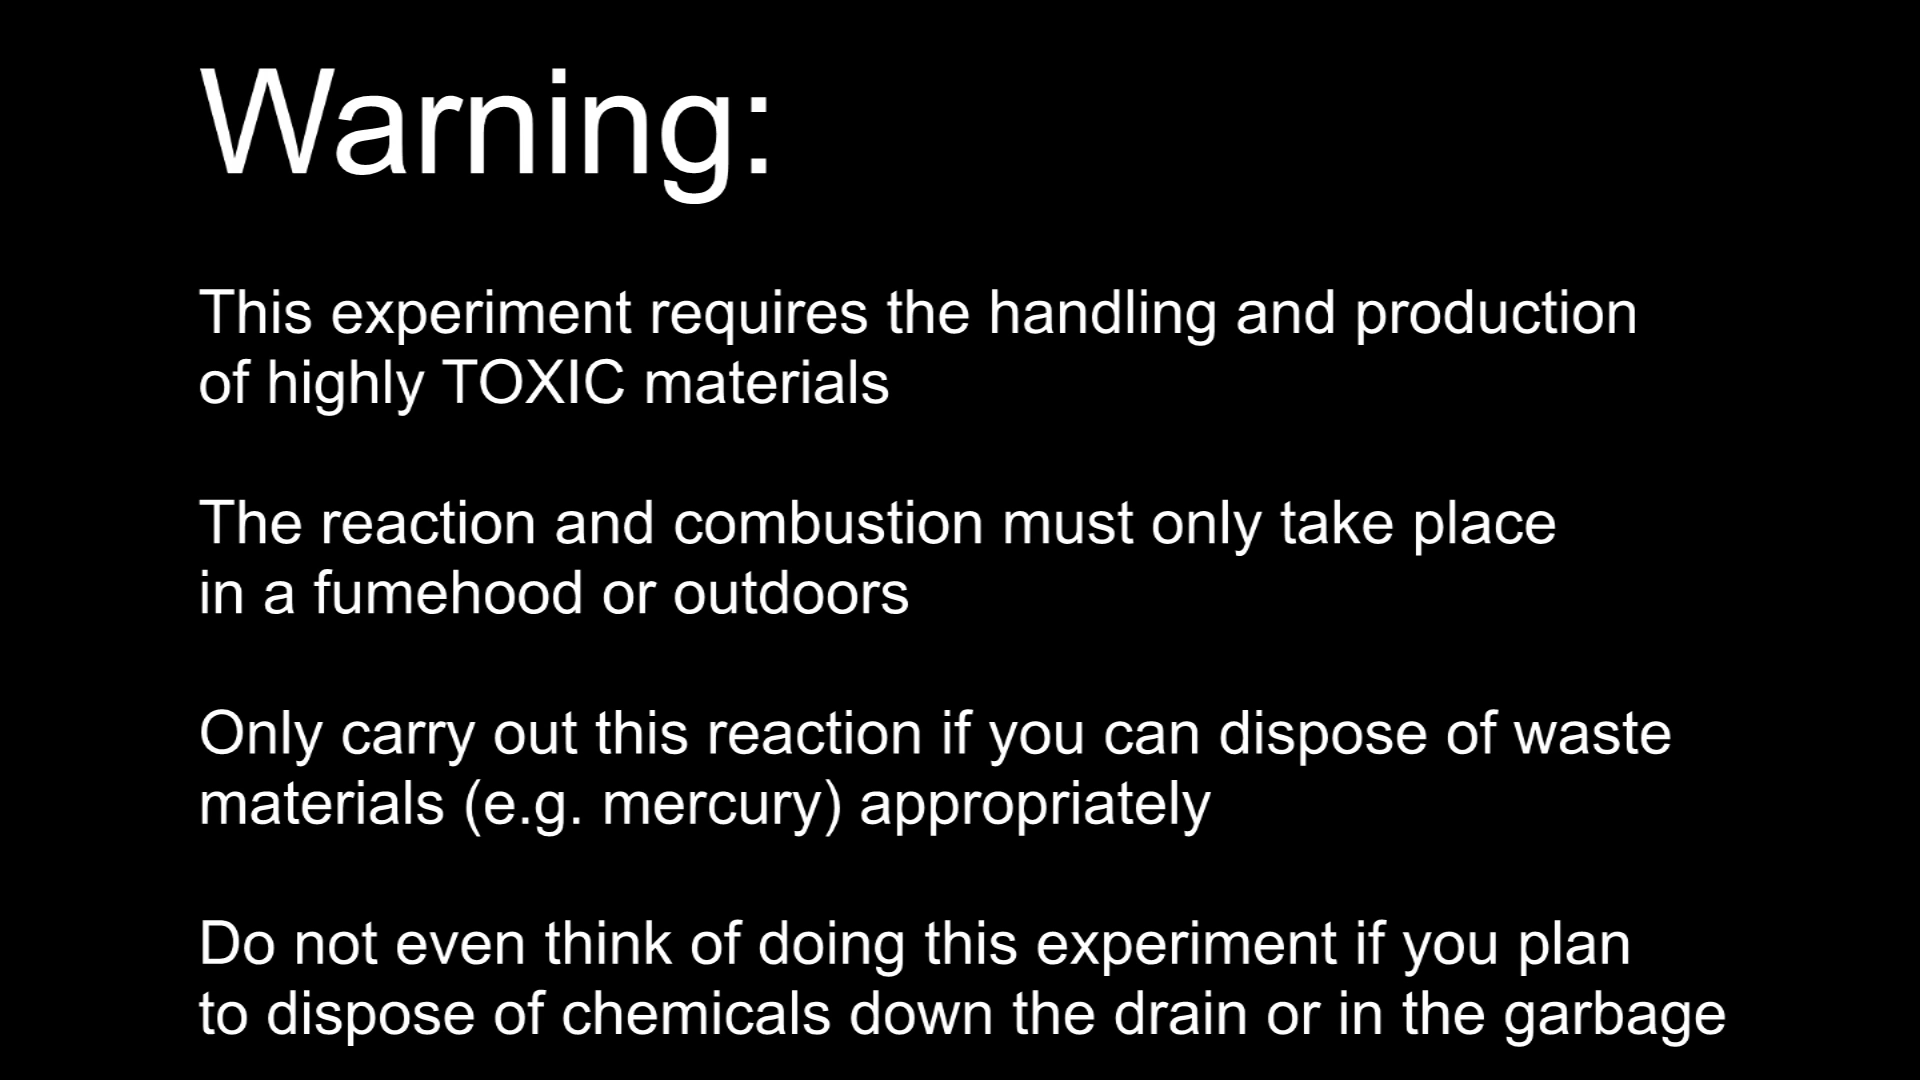 Warning:
This experiment requires the handling and production
of highly TOXIC materials
The reaction and combustion must only take place
in a fumehood or outdoors
Only carry out this reaction if you can dispose of waste
materials (e.g. mercury) appropriately
Do not even think of doing this experiment if you plan
to dispose of chemicals down the drain or in the garbage